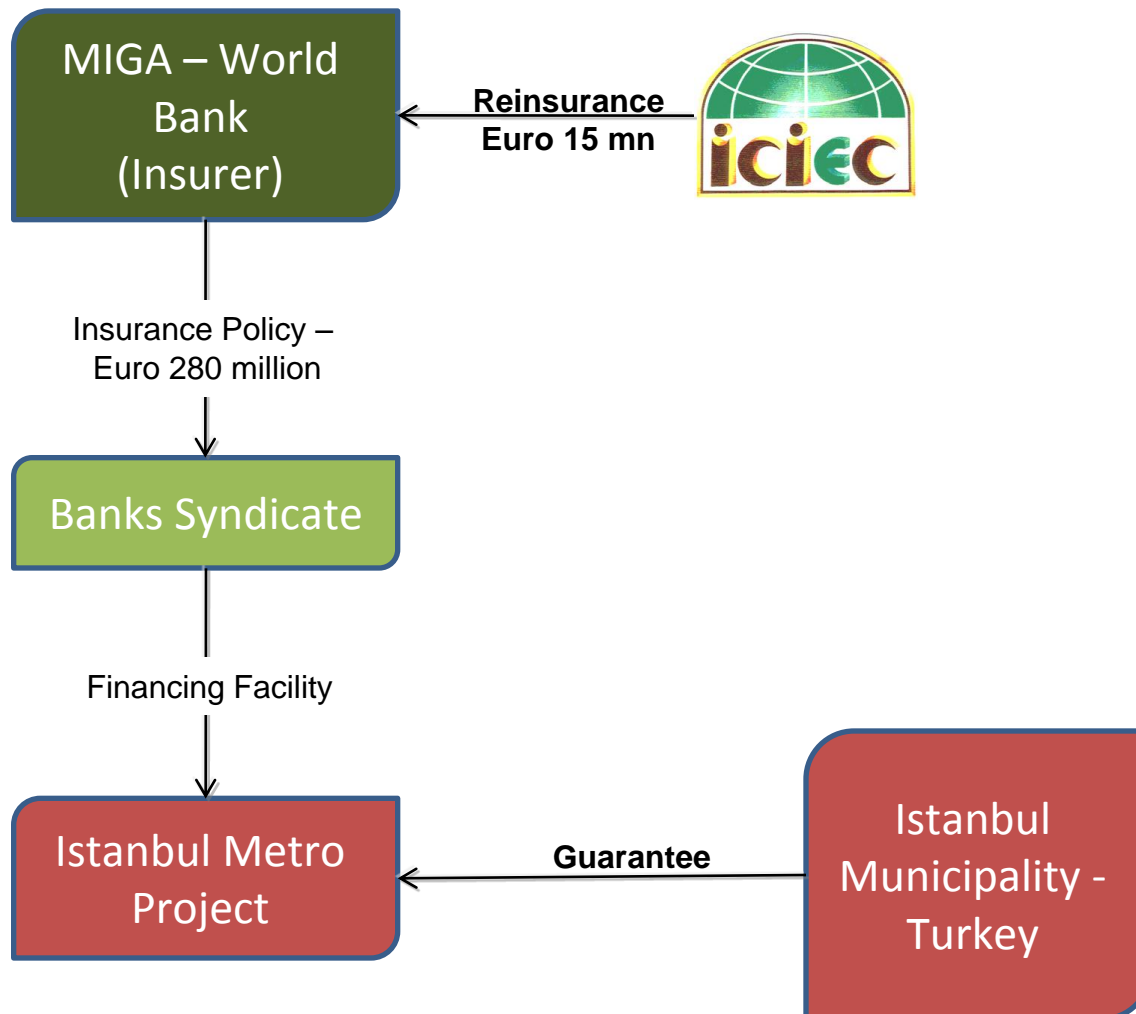 MIGA – World
Bank
(Insurer)
Reinsurance
Euro 15 mn
iciec
Insurance Policy –
Euro 280 million
Banks Syndicate
Financing Facility
Istanbul Metro
Project
Guarantee
Istanbul
Municipality -
Turkey